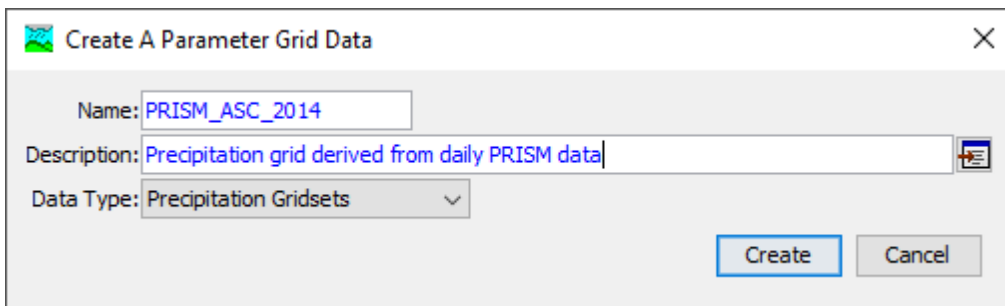 Create A Parameter Grid Data
Name: PRISM_ASC_2014
Description: Precipitation grid derived from daily PRISM data
Data Type: Precipitation Gridsets
Create Cancel